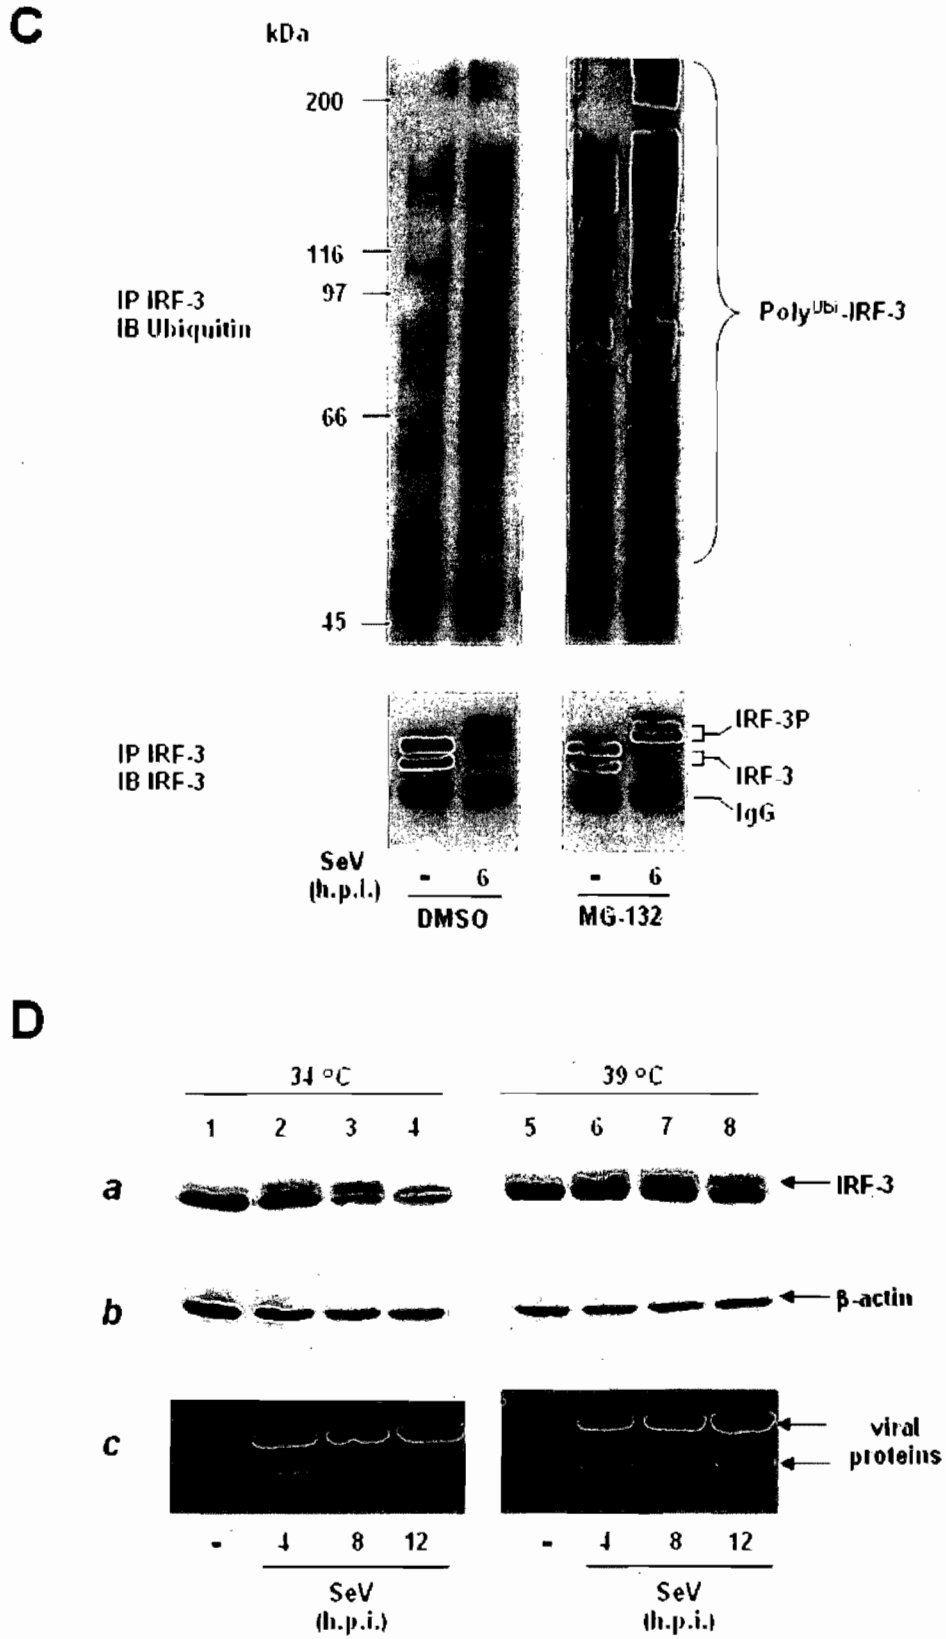 C
kDa
200
116
97
IP IRF-3
IB Ubiquitin
Poly^Ubi-IRF-3
66
45
IP IRF-3
IB IRF-3
IRF-3P
IRF-3
IgG
SeV
(h.p.i.)
- 6 - 6
DMSO MG-132
D
34 °C 39 °C
1 2 3 4 5 6 7 8
a IRF-3
b β-actin
c viral
proteins
- 4 8 12 - 4 8 12
SeV SeV
(h.p.i.) (h.p.i.)